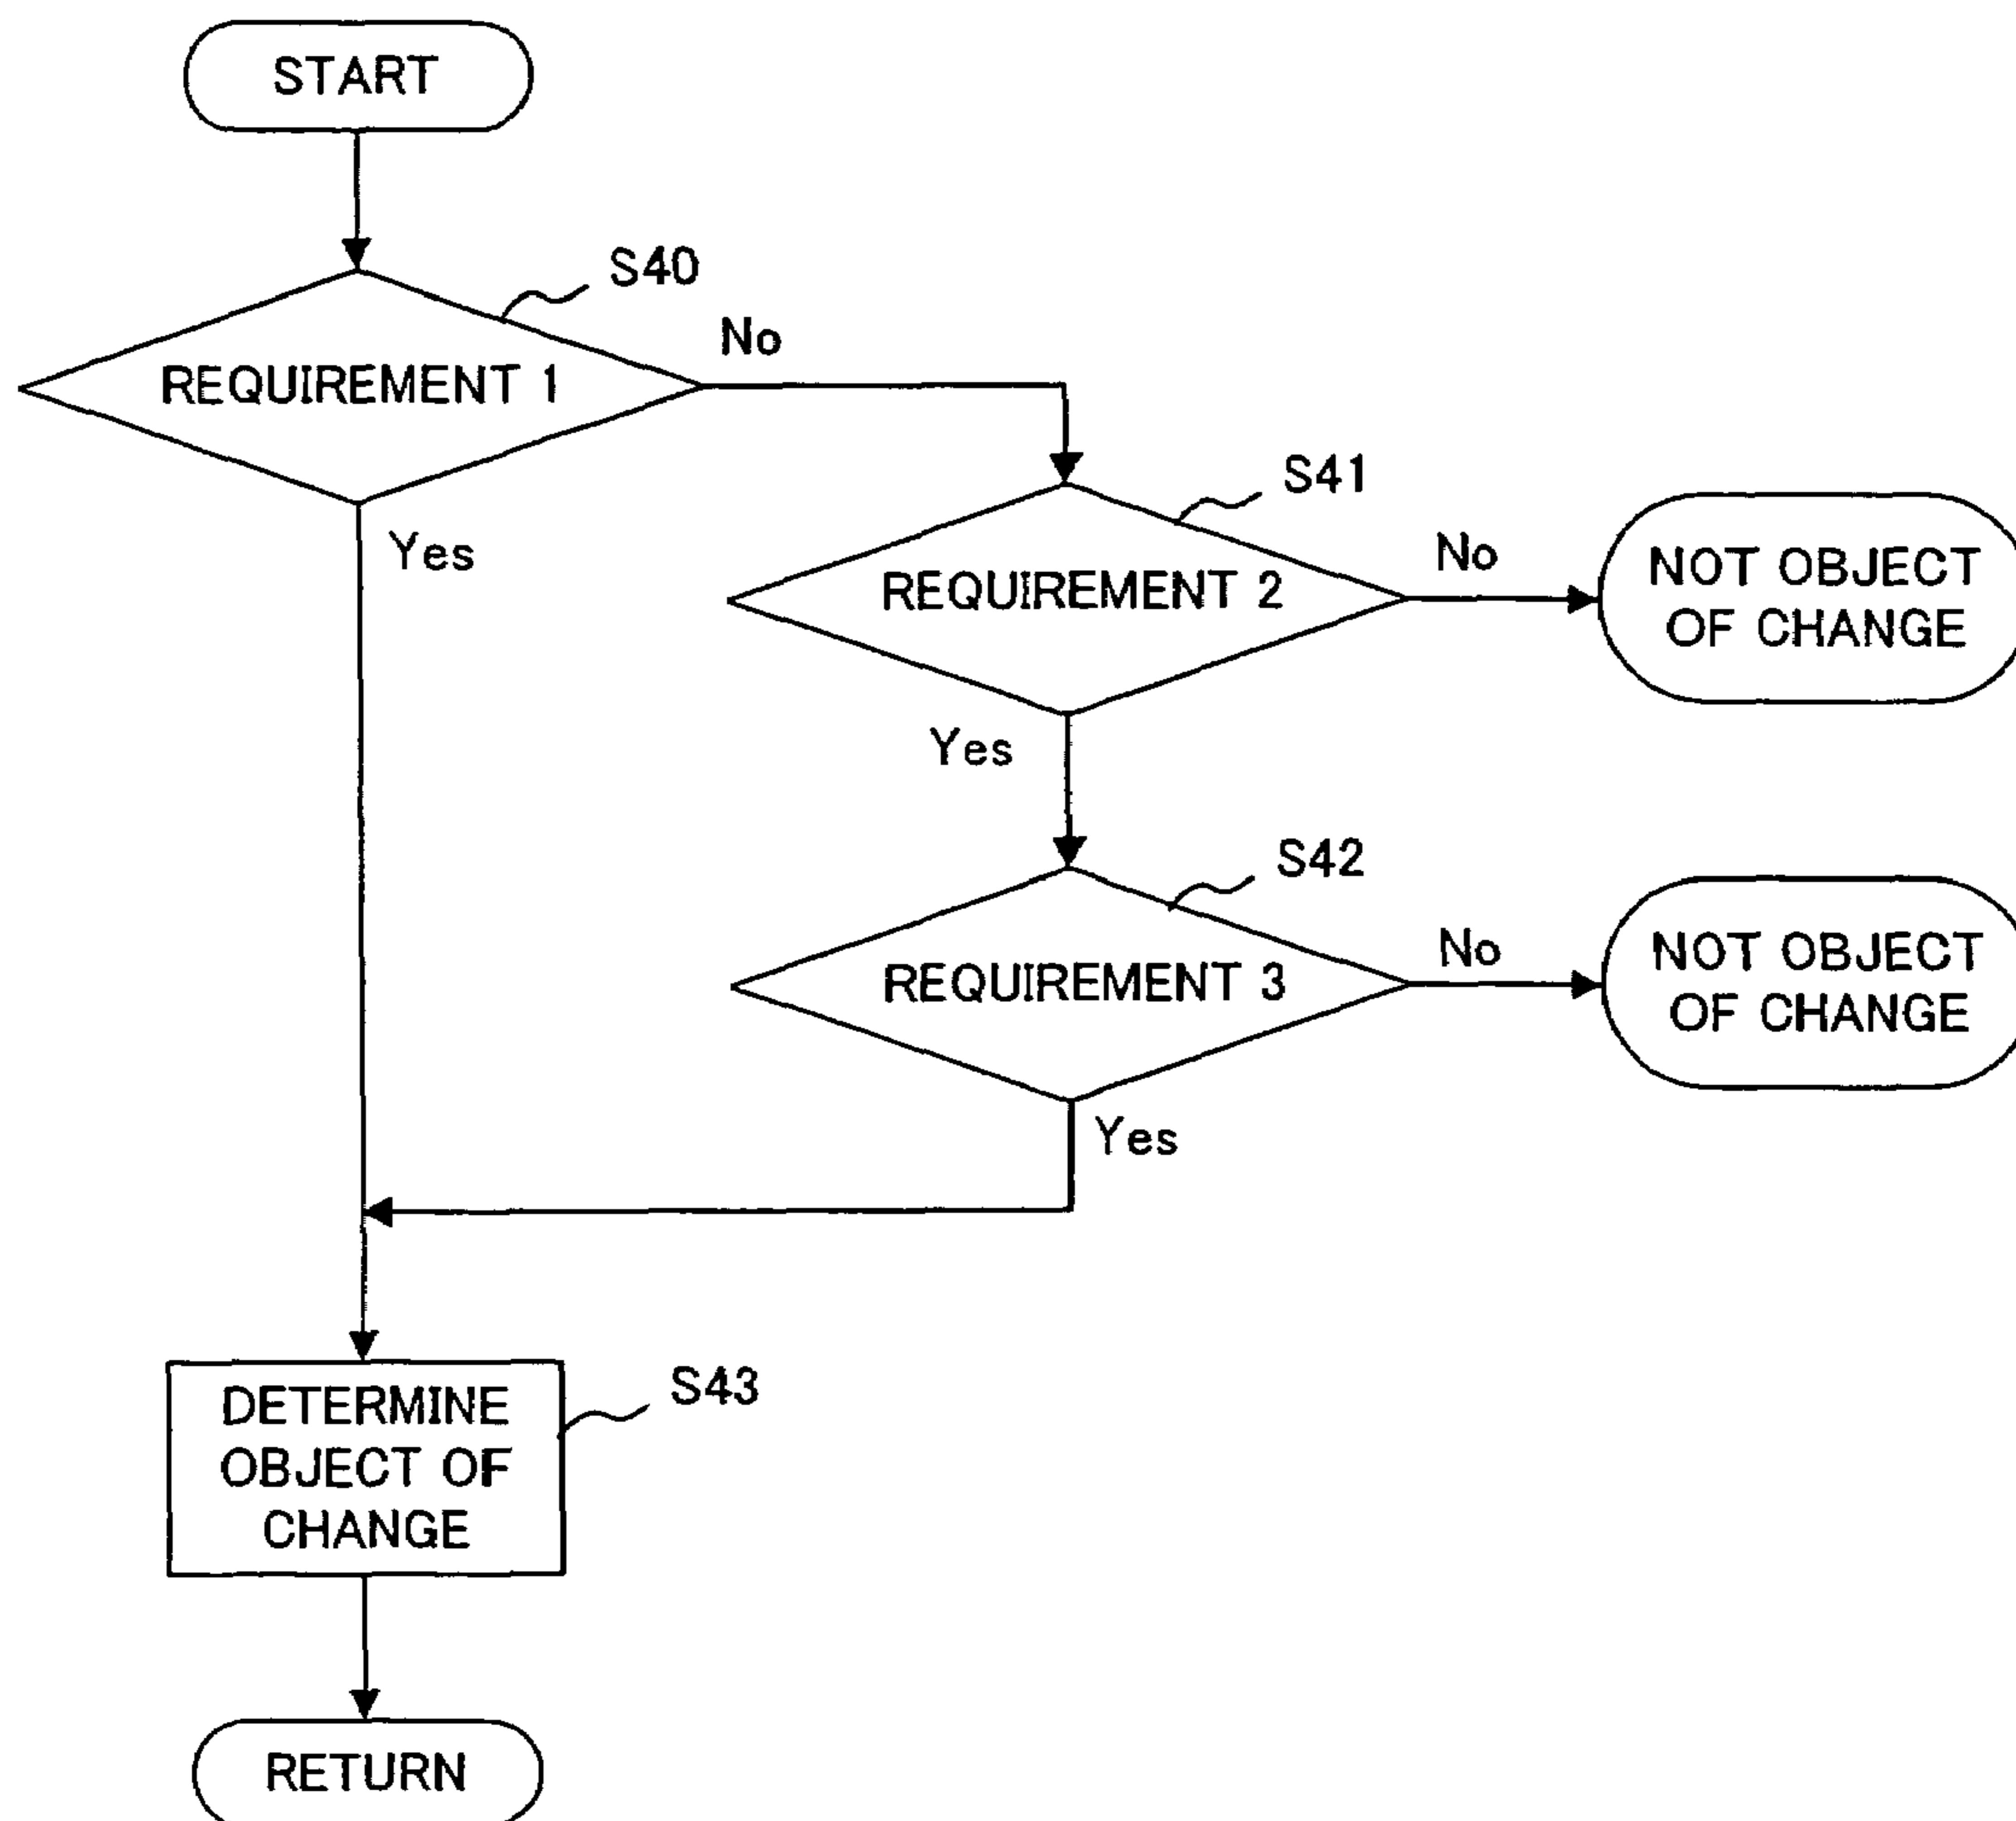 START
S40
No
REQUIREMENT 1
Yes
S41
No
REQUIREMENT 2
NOT OBJECT
OF CHANGE
Yes
S42
No
REQUIREMENT 3
NOT OBJECT
OF CHANGE
Yes
S43
DETERMINE
OBJECT OF
CHANGE
RETURN